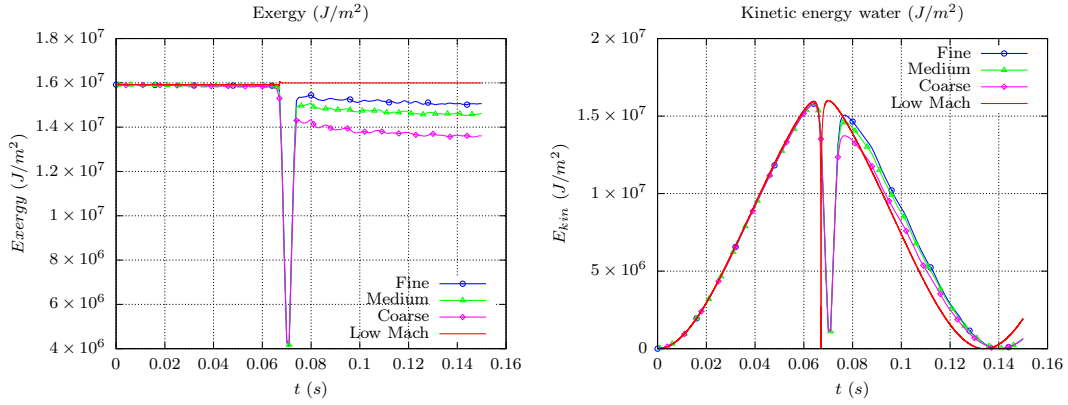 Exergy (J/m²)
Exergy (J/m²)
1.8 × 10⁷
1.6 × 10⁷
1.4 × 10⁷
1.2 × 10⁷
1 × 10⁷
8 × 10⁶
6 × 10⁶
4 × 10⁶
Fine
Medium
Coarse
Low Mach
0 0.02 0.04 0.06 0.08 0.1 0.12 0.14 0.16
t (s)
Kinetic energy water (J/m²)
E_kin (J/m²)
2 × 10⁷
1.5 × 10⁷
1 × 10⁷
5 × 10⁶
0
Fine
Medium
Coarse
Low Mach
0 0.02 0.04 0.06 0.08 0.1 0.12 0.14 0.16
t (s)